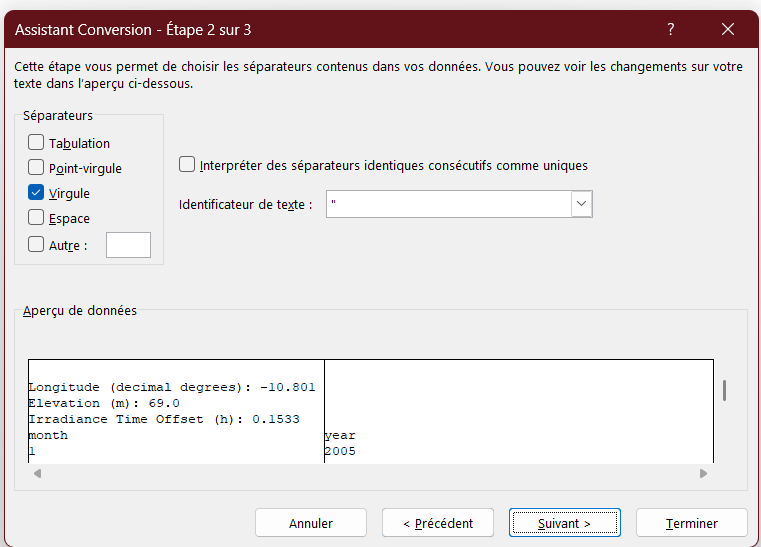 Assistant Conversion - Étape 2 sur 3
?
Cette étape vous permet de choisir les séparateurs contenus dans vos données. Vous pouvez voir les changements sur votre
texte dans l'aperçu ci-dessous.
Séparateurs
Tabulation
Point-virgule
Virgule
Espace
Autre :
Interpréter des séparateurs identiques consécutifs comme uniques
Identificateur de texte : "
Aperçu de données
Longitude (decimal degrees): -10.801
Elevation (m): 69.0
Irradiance Time Offset (h): 0.1533
month year
1 2005
Annuler < Précédent Suivant > Terminer